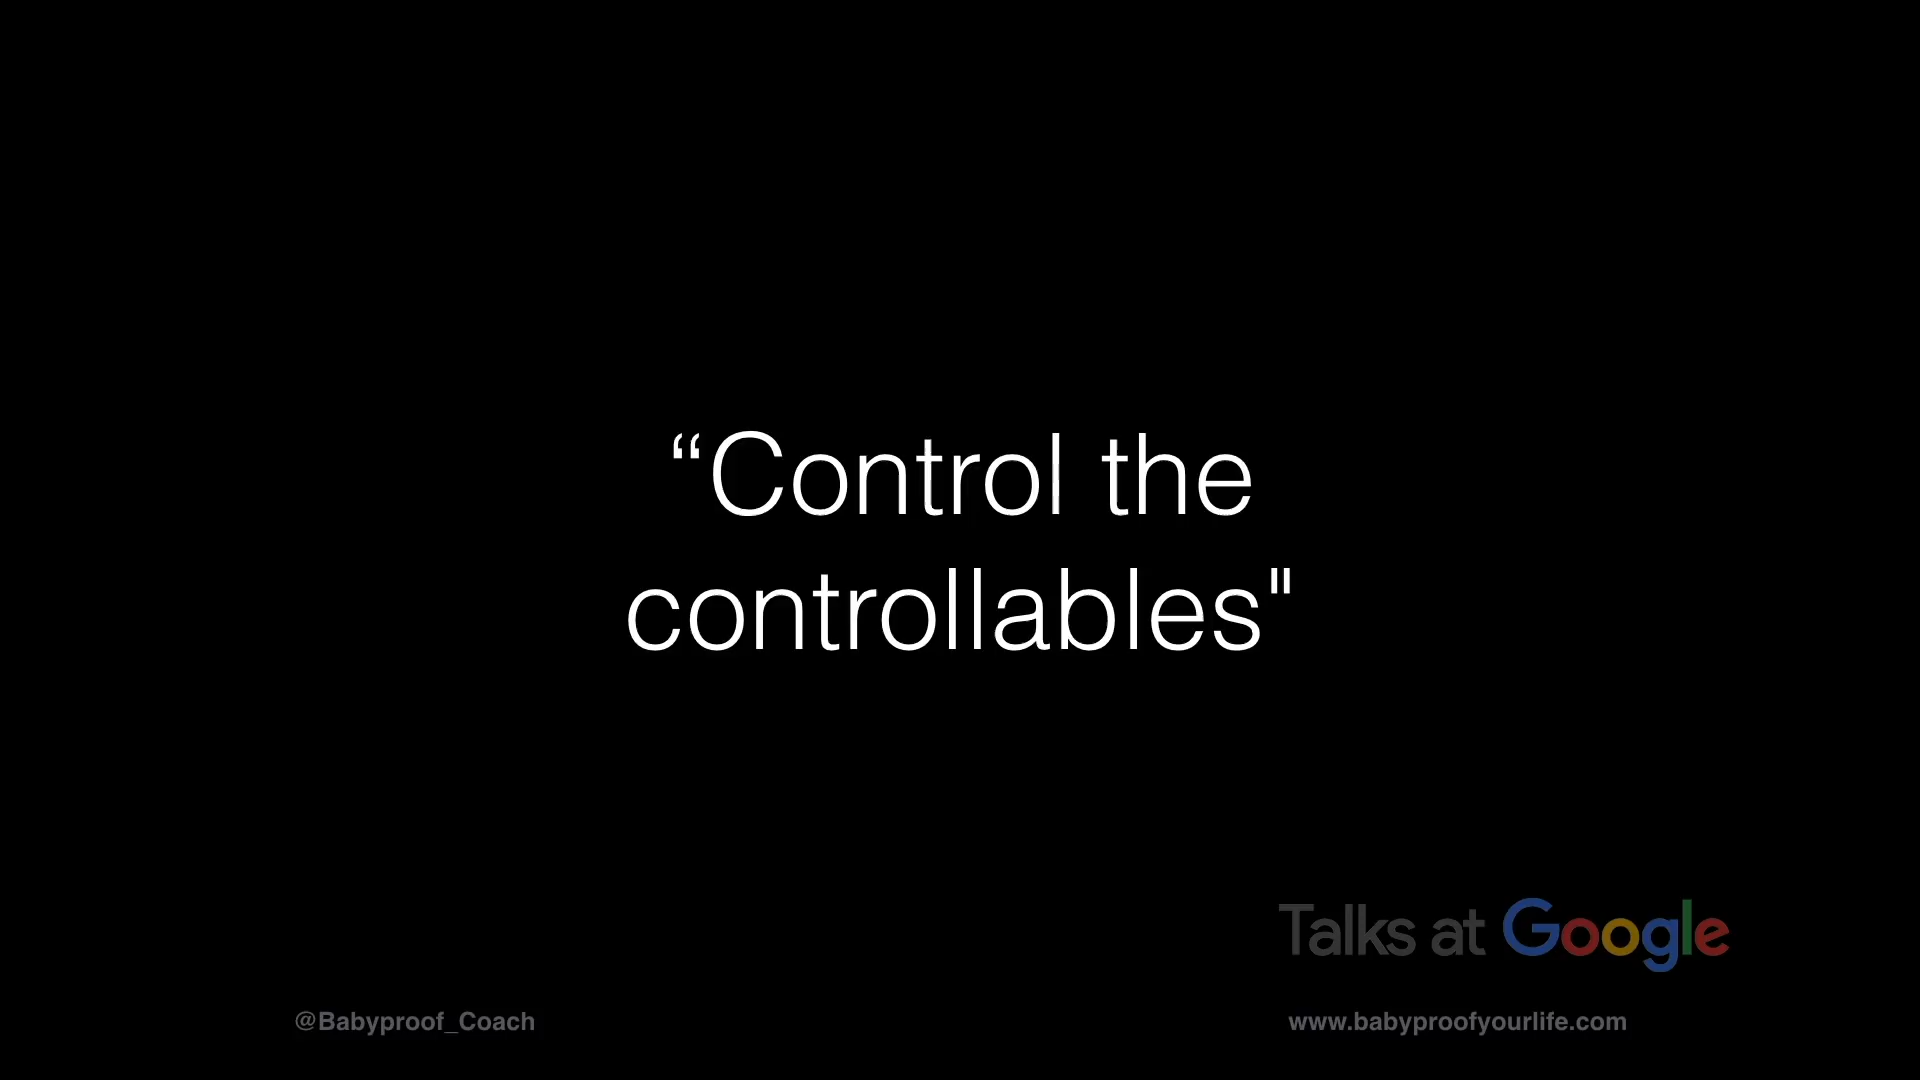 “Control the
controllables"
Talks at Google
@Babyproof_Coach
www.babyproofyourlife.com